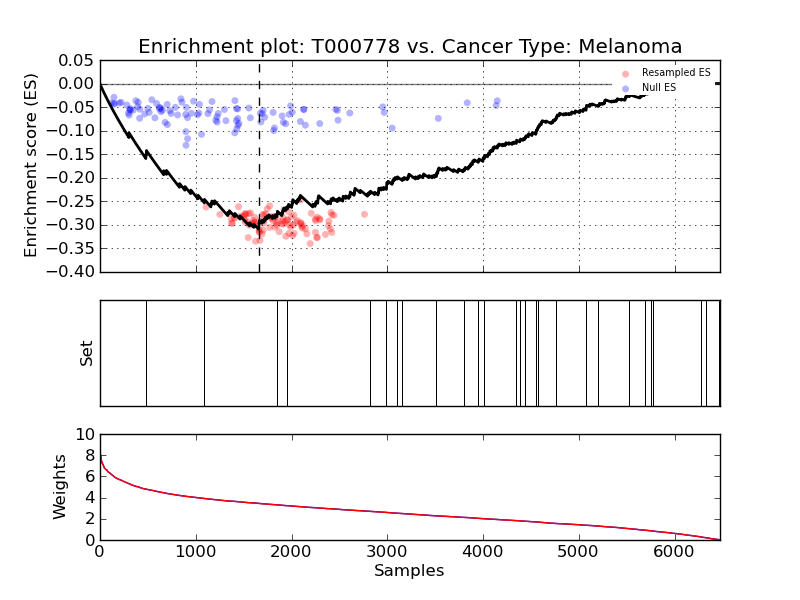 Enrichment plot: T000778 vs. Cancer Type: Melanoma
Enrichment score (ES)
0.05
0.00
−0.05
−0.10
−0.15
−0.20
−0.25
−0.30
−0.35
−0.40
Resampled ES
Null ES
Set
Weights
10
8
6
4
2
0
0 1000 2000 3000 4000 5000 6000
Samples